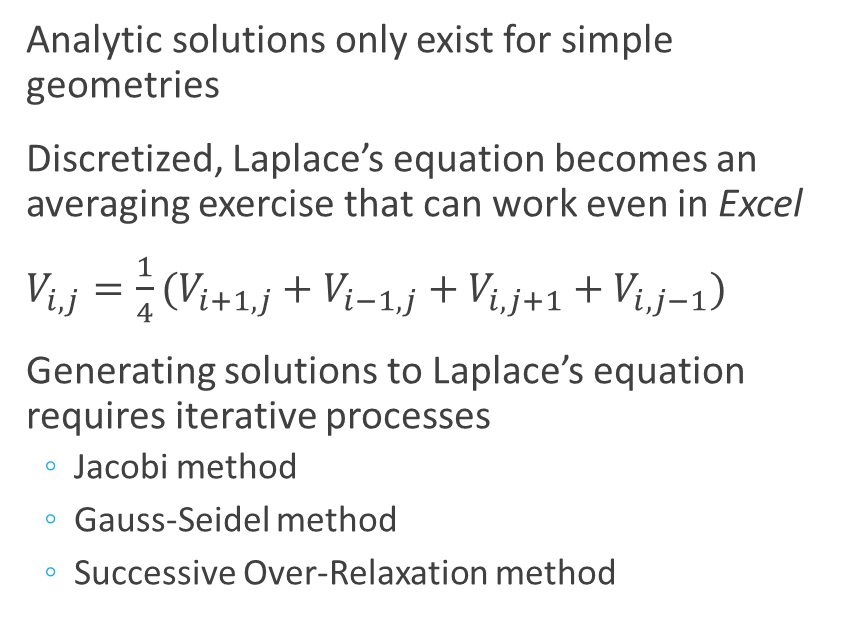 Analytic solutions only exist for simple
geometries
Discretized, Laplace’s equation becomes an
averaging exercise that can work even in Excel
V_{i,j} = \frac{1}{4}(V_{i+1,j} + V_{i−1,j} + V_{i,j+1} + V_{i,j−1})
Generating solutions to Laplace’s equation
requires iterative processes
◦ Jacobi method
◦ Gauss-Seidel method
◦ Successive Over-Relaxation method